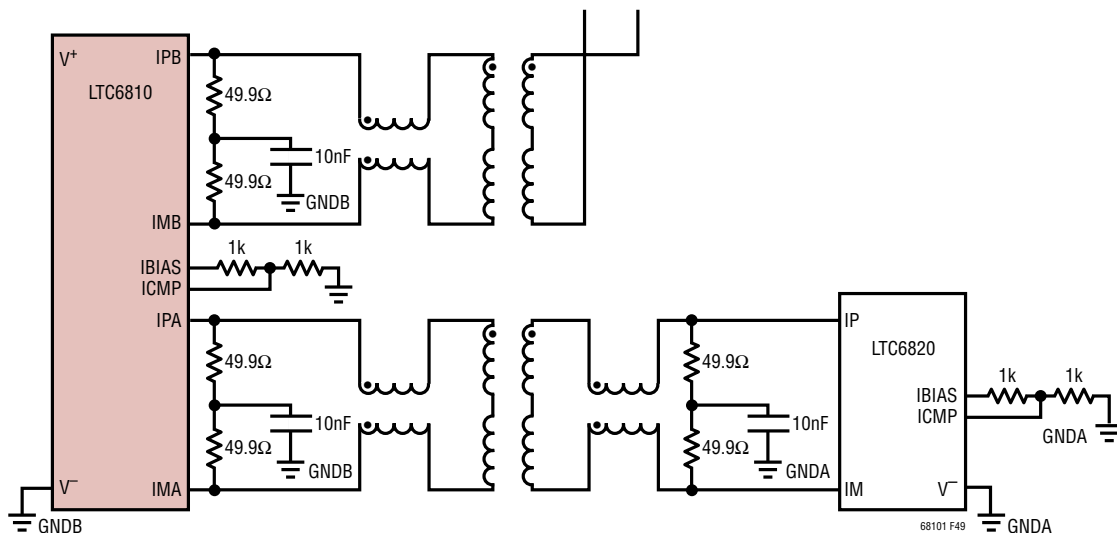 V+
IPB
LTC6810
49.9Ω
10nF
49.9Ω
GNDB
IMB
1k
1k
IBIAS
ICMP
IPA
IP
LTC6820
49.9Ω
49.9Ω
1k
1k
IBIAS
10nF
10nF
ICMP
49.9Ω
49.9Ω
GNDA
GNDB
GNDA
V–
IMA
IM
V–
GNDB
68101 F49
GNDA